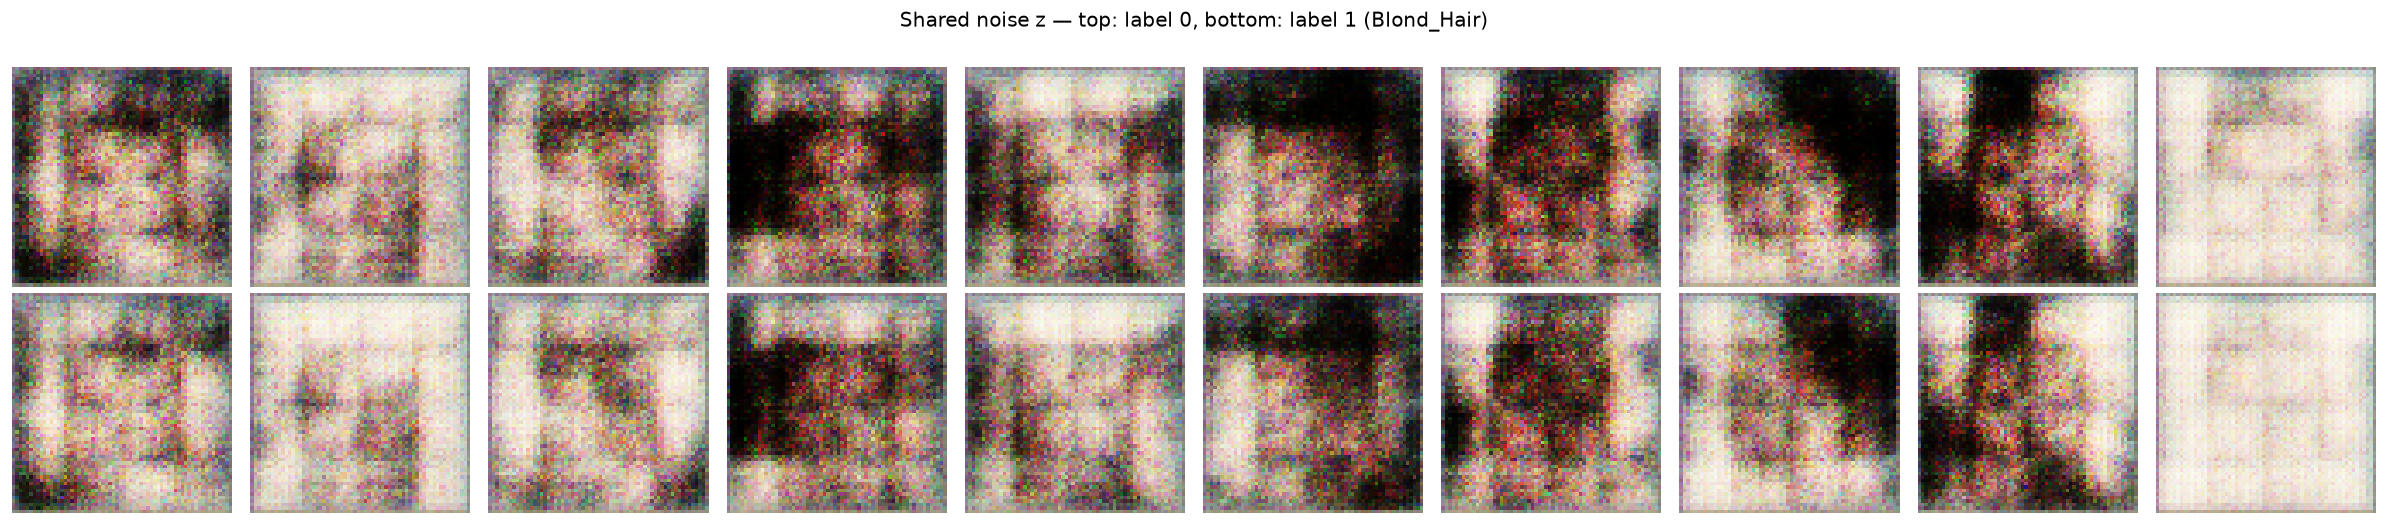 Shared noise z — top: label 0, bottom: label 1 (Blond_Hair)